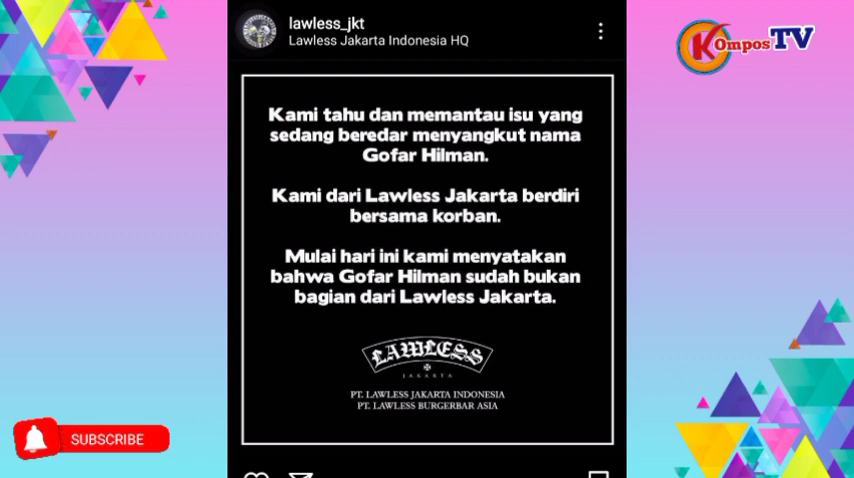 lawless_jkt
Lawless Jakarta Indonesia HQ
KOmpos TV
Kami tahu dan memantau isu yang
sedang beredar menyangkut nama
Gofar Hilman.
Kami dari Lawless Jakarta berdiri
bersama korban.
Mulai hari ini kami menyatakan
bahwa Gofar Hilman sudah bukan
bagian dari Lawless Jakarta.
LAWLESS
JAKARTA
PT. LAWLESS JAKARTA INDONESIA
PT. LAWLESS BURGERBAR ASIA
SUBSCRIBE